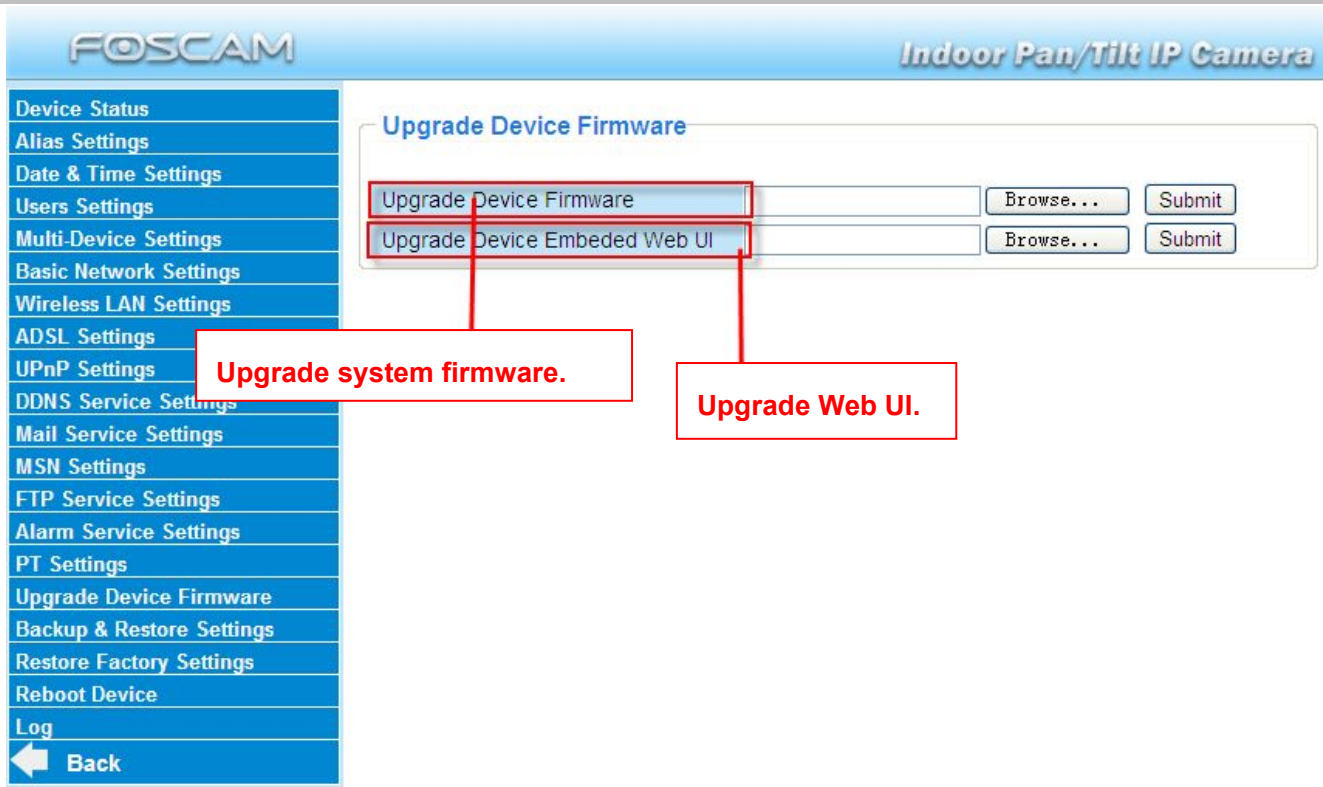 FOSCAM
Indoor Pan/Tilt IP Camera
Device Status
Alias Settings
Date & Time Settings
Users Settings
Multi-Device Settings
Basic Network Settings
Wireless LAN Settings
ADSL Settings
UPnP Settings
DDNS Service Settings
Mail Service Settings
MSN Settings
FTP Service Settings
Alarm Service Settings
PT Settings
Upgrade Device Firmware
Backup & Restore Settings
Restore Factory Settings
Reboot Device
Log
Back
Upgrade Device Firmware
Upgrade Device Firmware Browse... Submit
Upgrade Device Embeded Web UI Browse... Submit
Upgrade system firmware.
Upgrade Web UI.